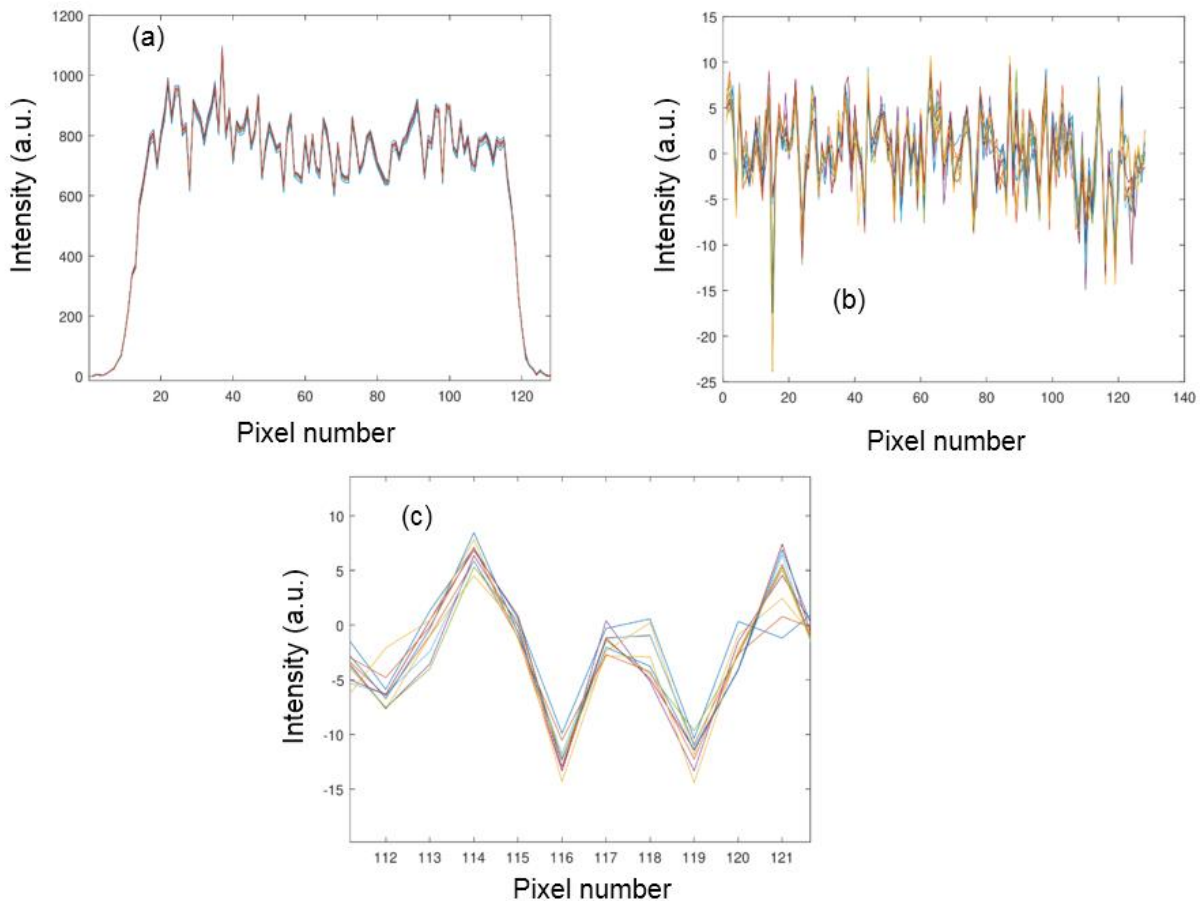 (a)
Intensity (a.u.)
1200
1000
800
600
400
200
0
20 40 60 80 100 120
Pixel number
(b)
Intensity (a.u.)
15
10
5
0
-5
-10
-15
-20
-25
0 20 40 60 80 100 120 140
Pixel number
(c)
Intensity (a.u.)
10
5
0
-5
-10
-15
112 113 114 115 116 117 118 119 120 121
Pixel number